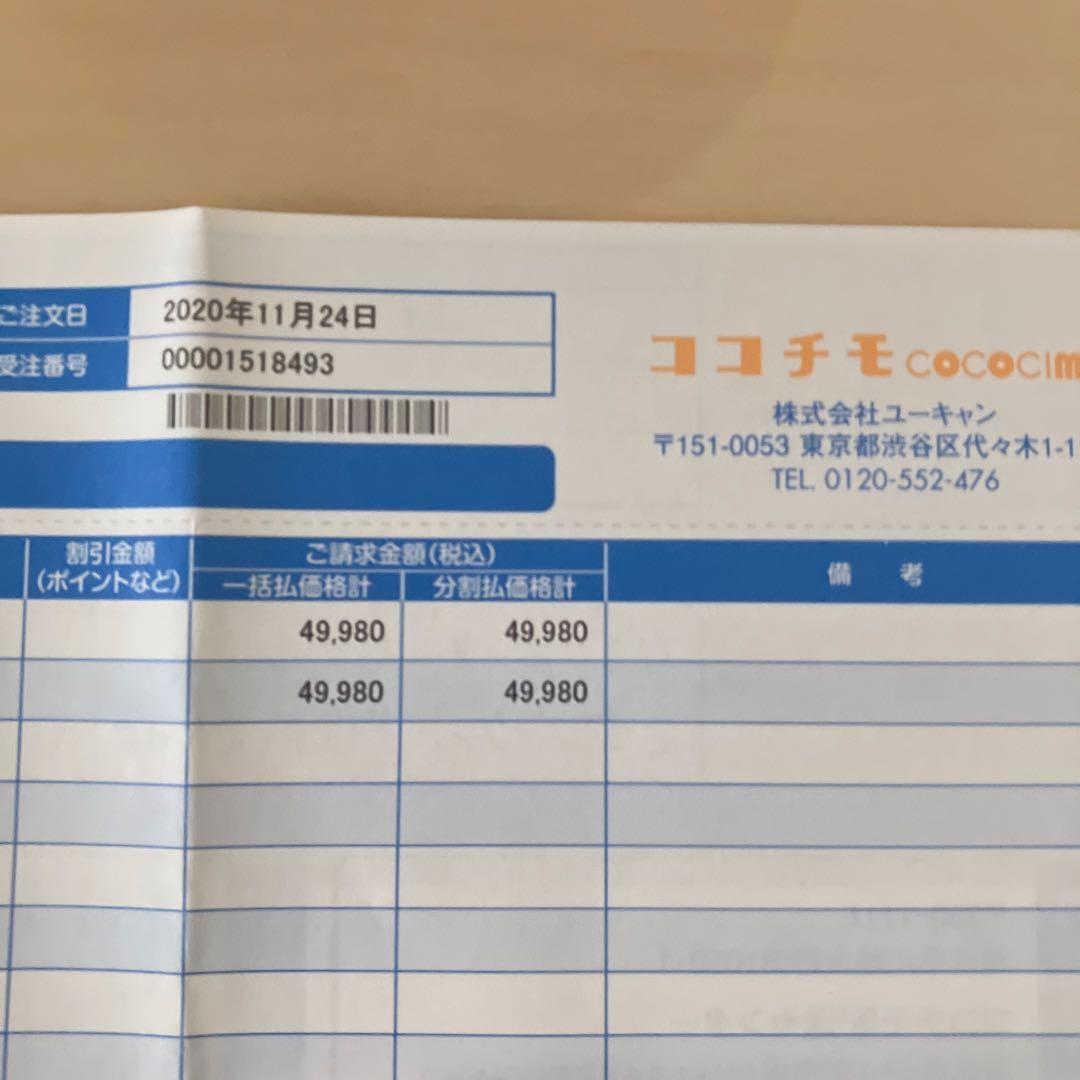 ご注文日 2020年11月24日
受注番号 00001518493
ココチモ COCOCIM
株式会社ユーキャン
〒151-0053 東京都渋谷区代々木1-1
TEL. 0120-552-476
割引金額 ご請求金額(税込) 備考
(ポイントなど) 一括払価格計 分割払価格計
49,980 49,980
49,980 49,980